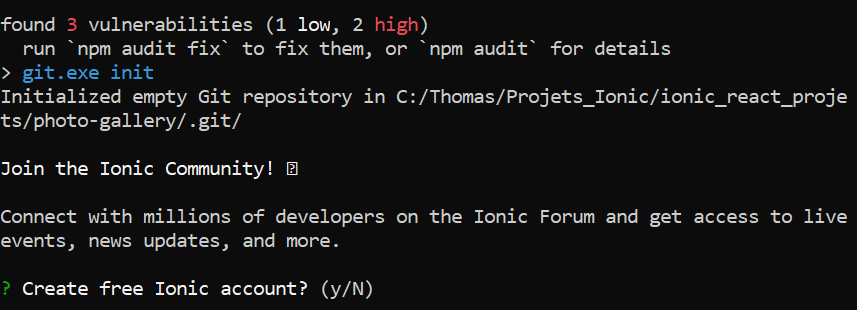 found 3 vulnerabilities (1 low, 2 high)
run `npm audit fix` to fix them, or `npm audit` for details
> git.exe init
Initialized empty Git repository in C:/Thomas/Projets_Ionic/ionic_react_proje
ts/photo-gallery/.git/
Join the Ionic Community! 
Connect with millions of developers on the Ionic Forum and get access to live
events, news updates, and more.
? Create free Ionic account? (y/N)